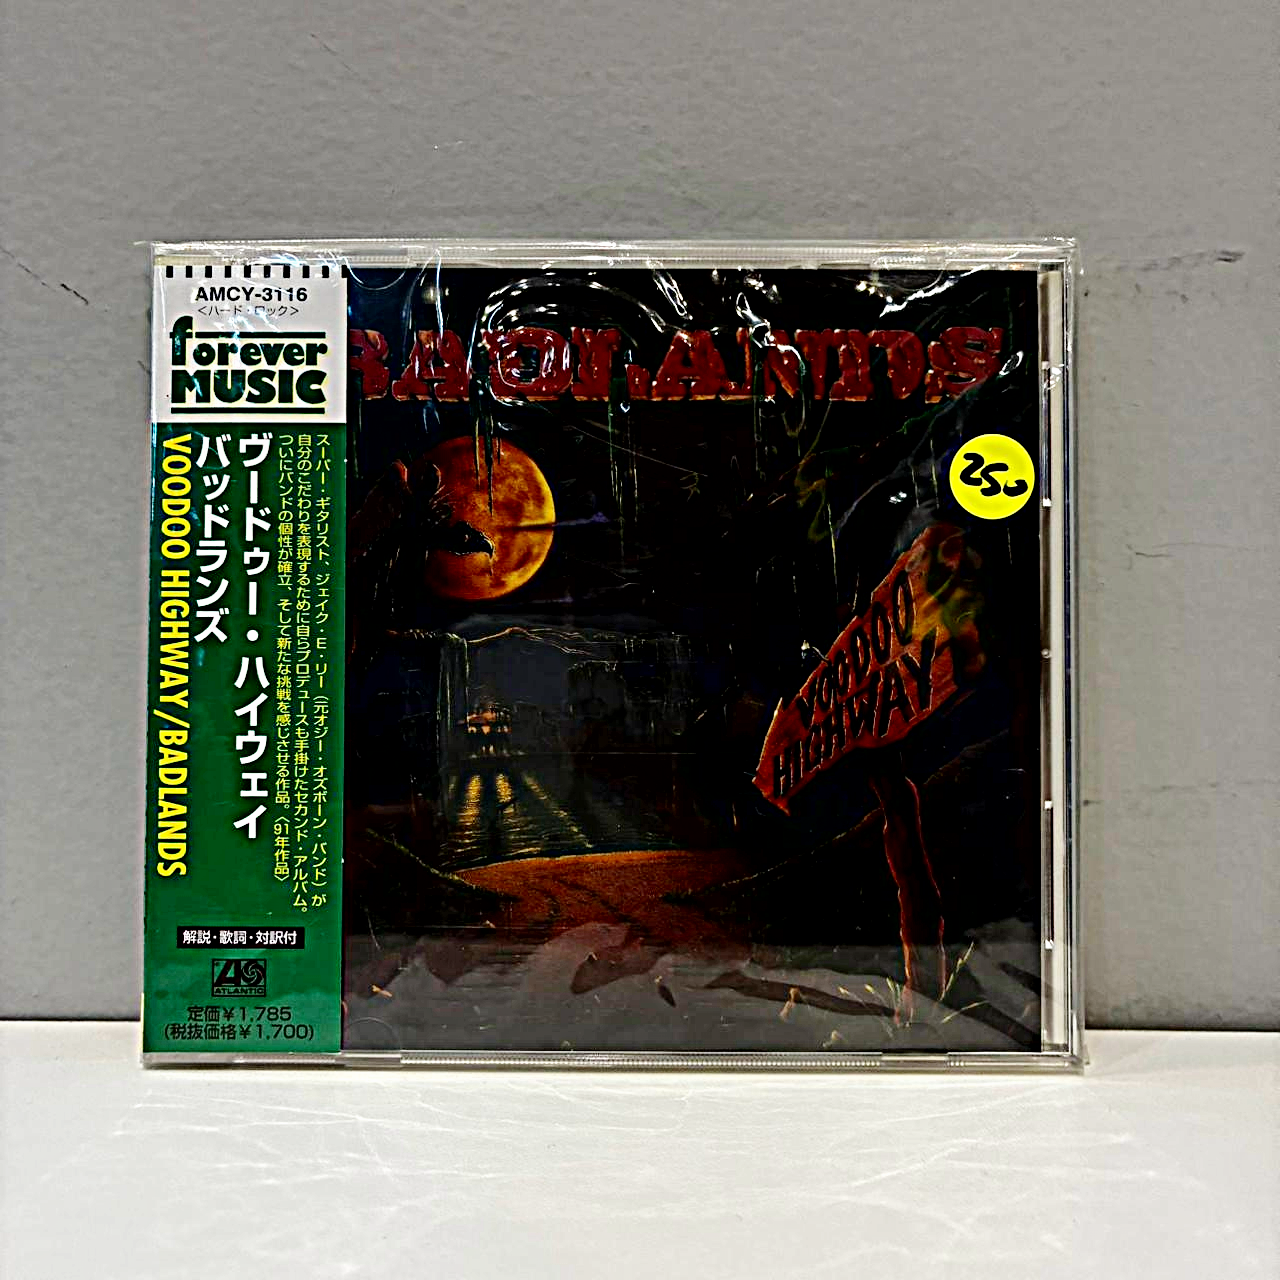 AMCY-3116
<ハード・ロック>
forever
MUSIC
スーパー・ギタリスト、ジェイク・E・リー（元オジー・オズボーン・バンド）が
自分のこだわりを表現するために自らプロデュースも手掛けたセカンド・アルバム。
ついにバンドの個性が確立、そして新たな挑戦を感じさせる作品。〈91年作品〉
ヴードゥー・ハイウェイ
バッドランズ
VOODOO HIGHWAY/BADLANDS
解説・歌詞・対訳付
ATLANTIC
定価￥1,785
(税抜価格￥1,700)
BADLANDS
250
VOODOO
HIGHWAY